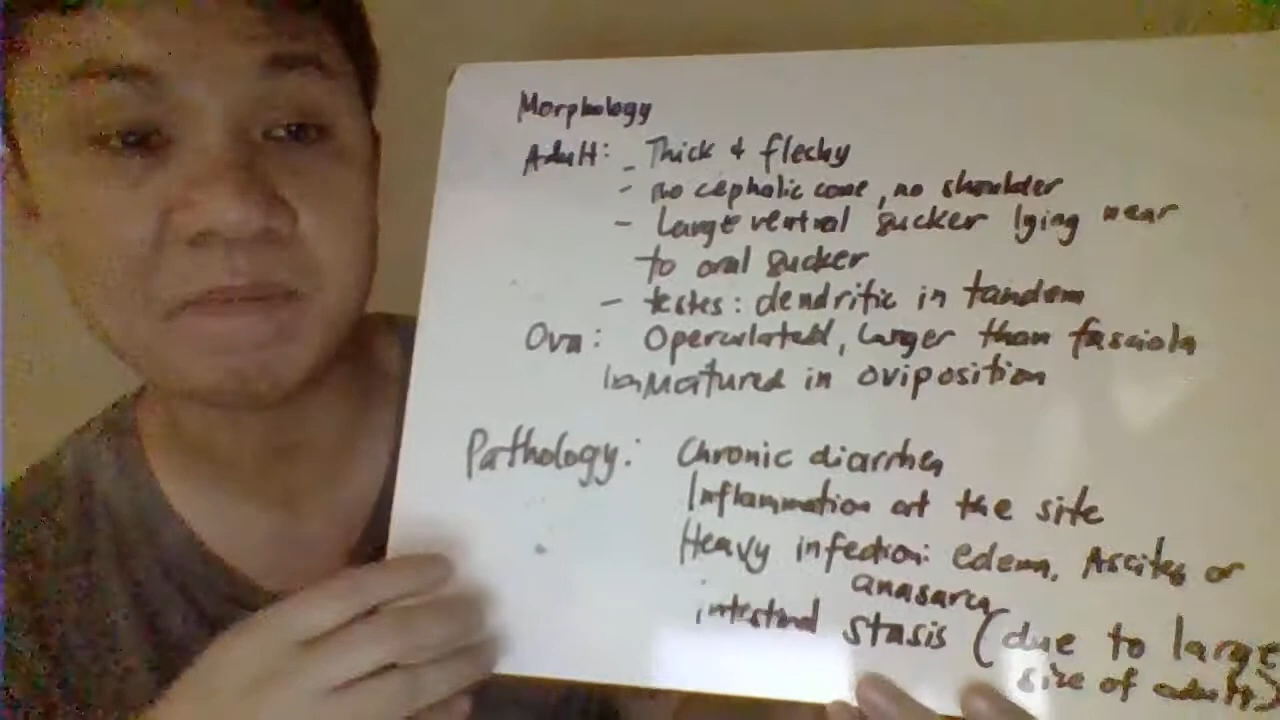 Morphology
Adult: - Thick & fleshy
- no cephalic cone, no shoulder
- Large ventral sucker lying near
to oral sucker
- testes: dendritic in tandem
Ova: Operculated, larger than fasciola
Immatured in oviposition
Pathology: Chronic diarrhea
Inflammation at the site
Heavy infection: edema, Ascites or
anasarca
intestinal stasis (due to large
size of adults)